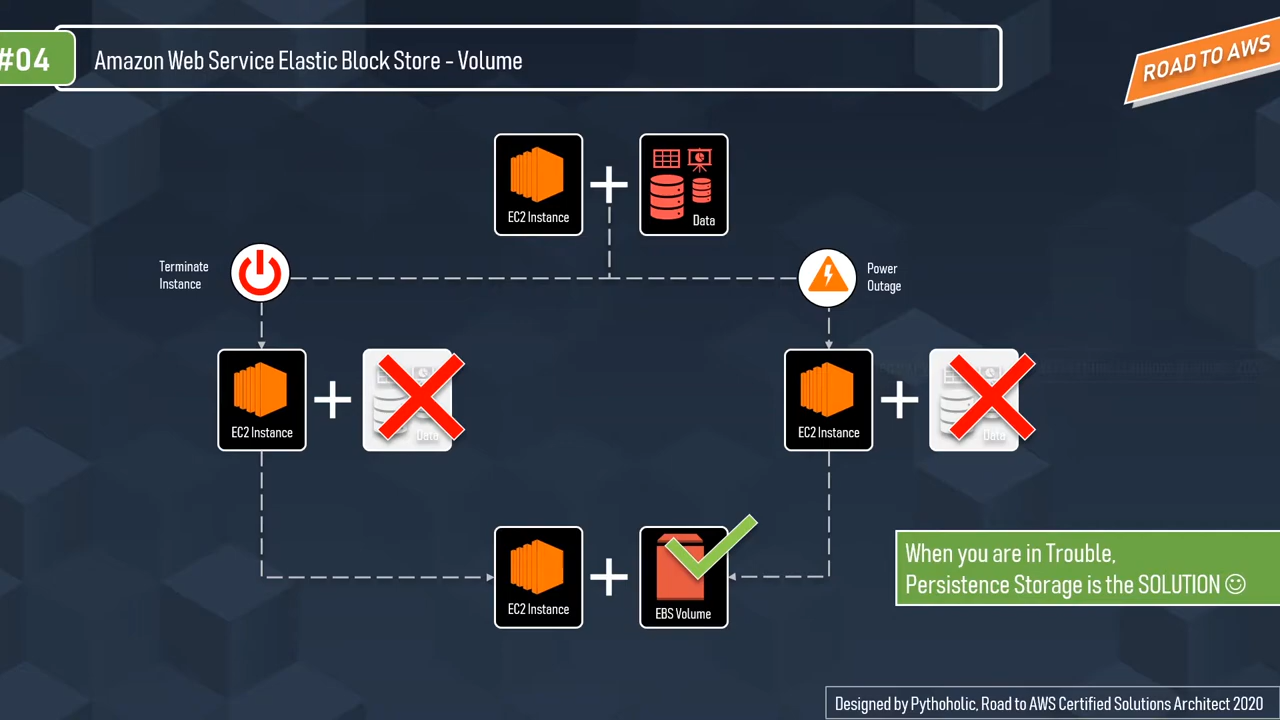 #04
Amazon Web Service Elastic Block Store - Volume
ROAD TO AWS
EC2 Instance
Data
Terminate
Instance
Power
Outage
EC2 Instance
Data
EC2 Instance
Data
EC2 Instance
EBS Volume
When you are in Trouble,
Persistence Storage is the SOLUTION ☺
Designed by Pythoholic, Road to AWS Certified Solutions Architect 2020